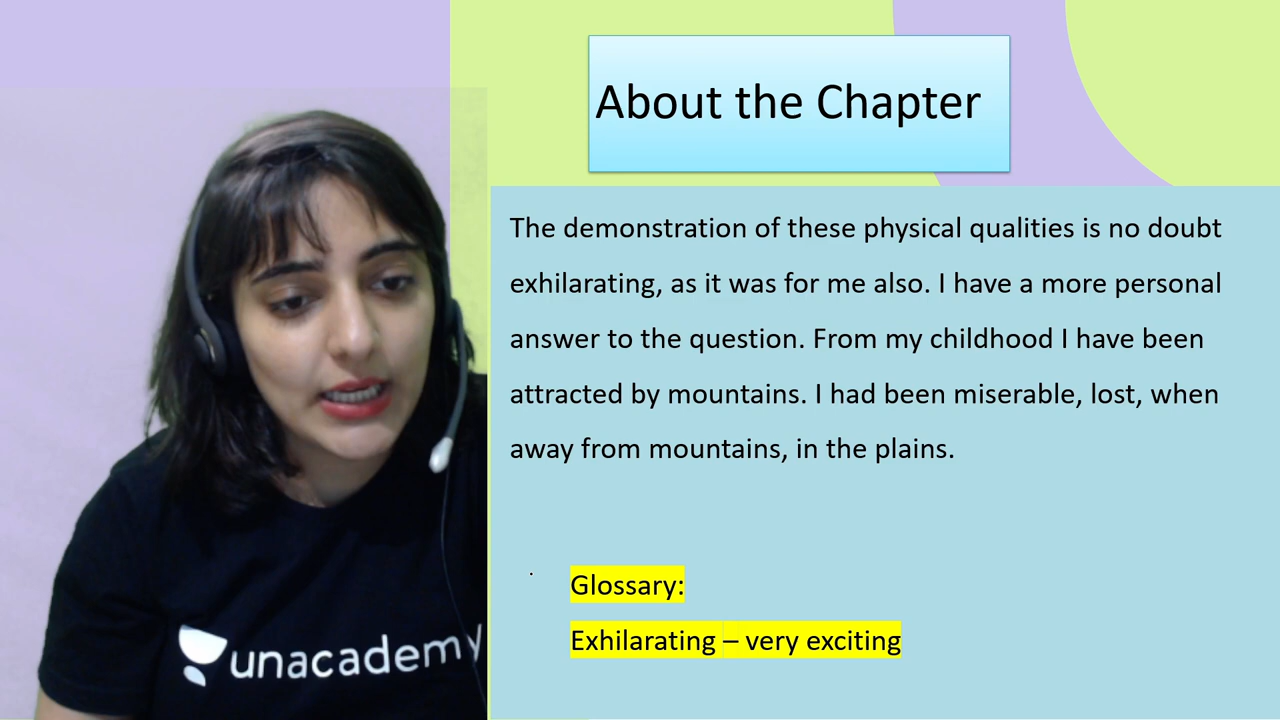 About the Chapter
The demonstration of these physical qualities is no doubt
exhilarating, as it was for me also. I have a more personal
answer to the question. From my childhood I have been
attracted by mountains. I had been miserable, lost, when
away from mountains, in the plains.
Glossary:
Exhilarating – very exciting
unacademy